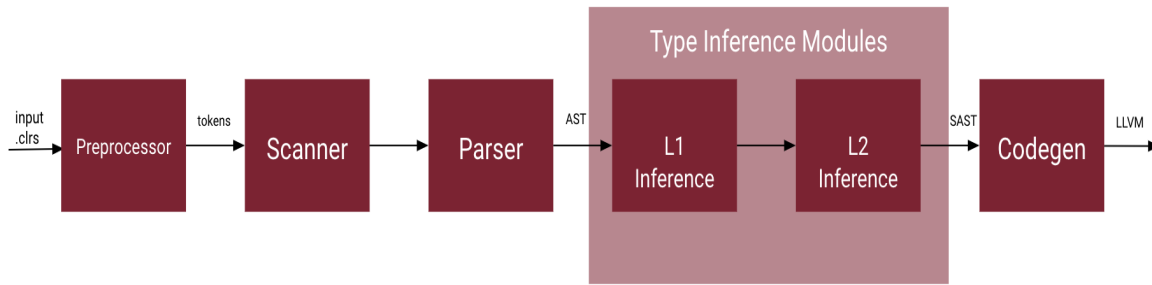 Type Inference Modules
input
.clrs
Preprocessor
tokens
Scanner
Parser
AST
L1
Inference
L2
Inference
SAST
Codegen
LLVM